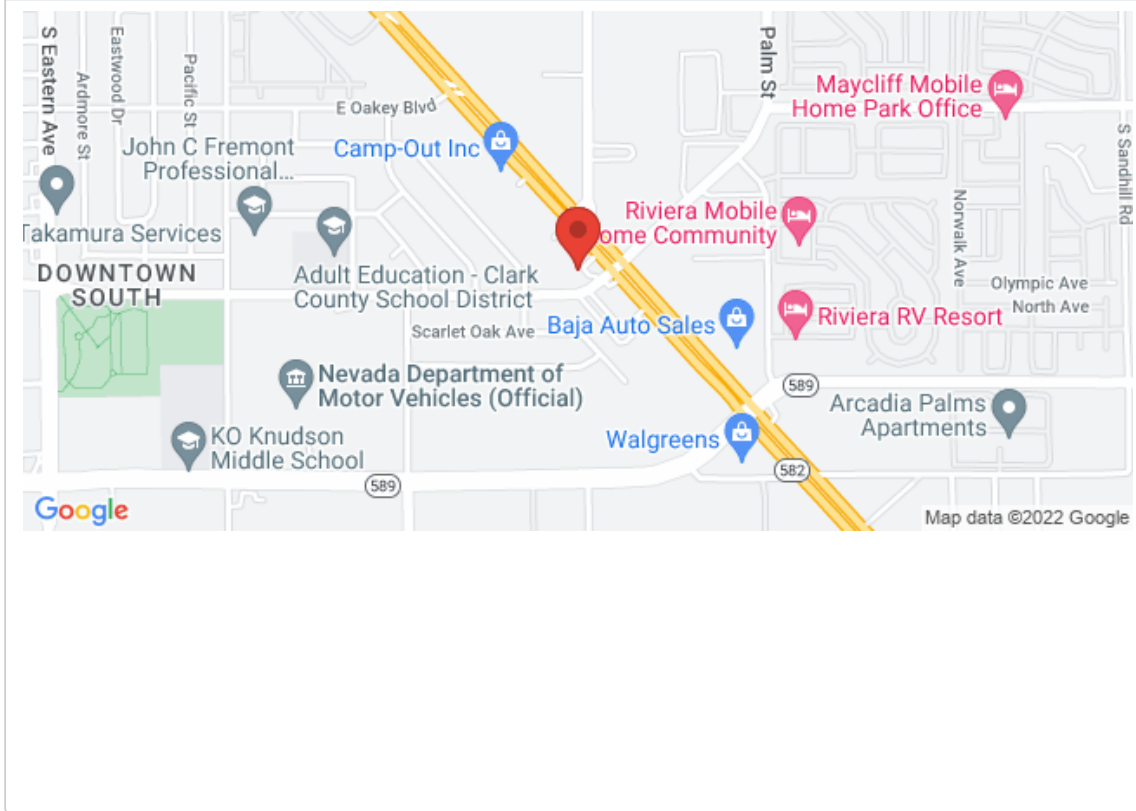 S Eastern Ave
Ardmore St
Eastwood Dr
Pacific St
E Oakey Blvd
Palm St
Maycliff Mobile
Home Park Office
S Sandhill Rd
Camp-Out Inc
John C Fremont
Professional...
Takamura Services
Riviera Mobile
ome Community
Norwalk Ave
DOWNTOWN
SOUTH
Adult Education - Clark
County School District
Olympic Ave
North Ave
Scarlet Oak Ave
Baja Auto Sales
Riviera RV Resort
Nevada Department of
Motor Vehicles (Official)
589
Arcadia Palms
Apartments
Walgreens
KO Knudson
Middle School
582
589
Google
Map data ©2022 Google